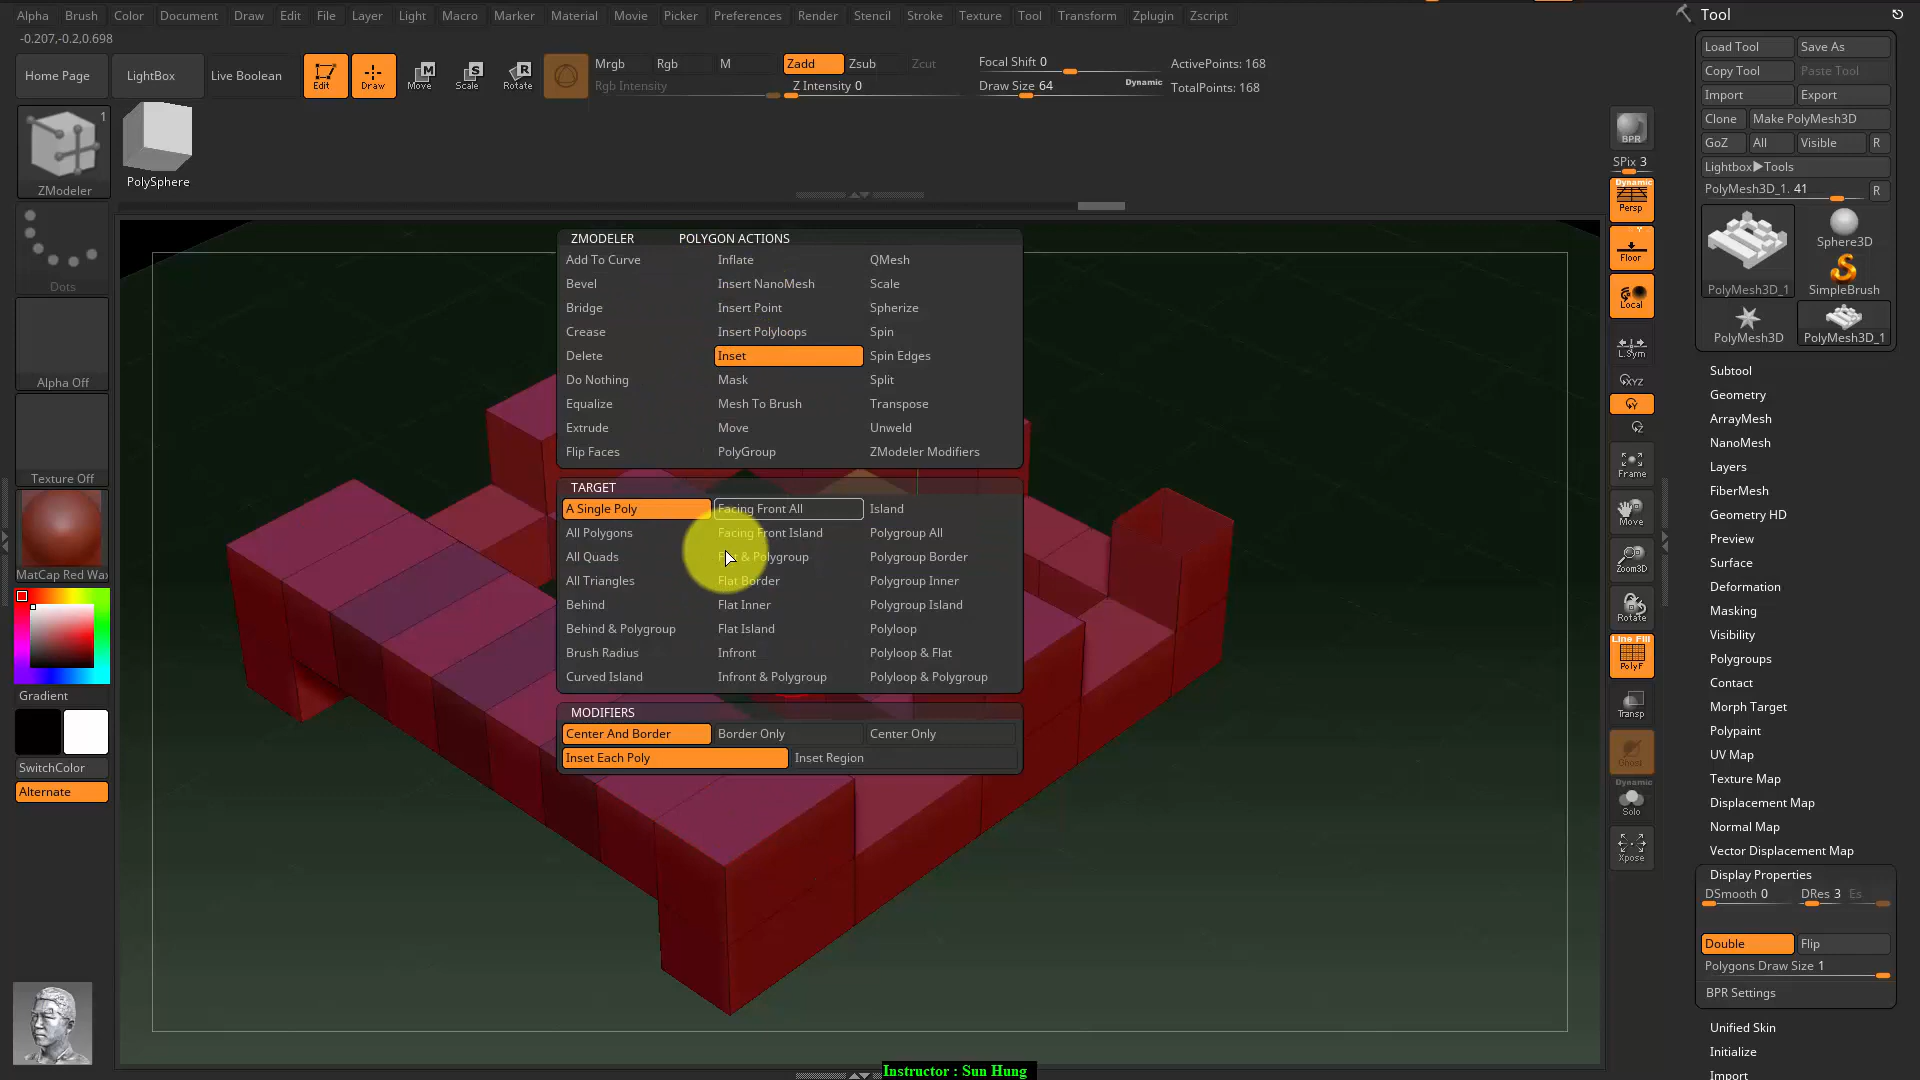 Alpha Brush Color Document Draw Edit File Layer Light Macro Marker Material Movie Picker Preferences Render Stencil Stroke Texture Tool Transform Zplugin Zscript
-0.207,-0.2,0.698
Home Page LightBox Live Boolean Edit Draw Move Scale Rotate
Mrgb Rgb M
Rgb Intensity
Zadd Zsub Zcut
Z Intensity 0
Focal Shift 0
Draw Size 64 Dynamic
ActivePoints: 168
TotalPoints: 168
1
ZModeler
PolySphere
Dots
Alpha Off
Texture Off
MatCap Red Wax
Gradient
SwitchColor
Alternate
ZMODELER POLYGON ACTIONS
Add To Curve Inflate QMesh
Bevel Insert NanoMesh Scale
Bridge Insert Point Spherize
Crease Insert Polyloops Spin
Delete Inset Spin Edges
Do Nothing Mask Split
Equalize Mesh To Brush Transpose
Extrude Move Unweld
Flip Faces PolyGroup ZModeler Modifiers
TARGET
A Single Poly Facing Front All Island
All Polygons Facing Front Island Polygroup All
All Quads & Polygroup Polygroup Border
All Triangles Flat Border Polygroup Inner
Behind Flat Inner Polygroup Island
Behind & Polygroup Flat Island Polyloop
Brush Radius Infront Polyloop & Flat
Curved Island Infront & Polygroup Polyloop & Polygroup
MODIFIERS
Center And Border Border Only Center Only
Inset Each Poly Inset Region
Instructor : Sun Hung
BPR
SPix 3
Dynamic
Persp
Floor
Local
L.Sym
XYZ
Y
Z
Frame
Move
Zoom3D
Rotate
Line Fill
PolyF
Transp
Ghost
Dynamic
Solo
Xpose
Tool
Load Tool Save As
Copy Tool Paste Tool
Import Export
Clone Make PolyMesh3D
GoZ All Visible R
Lightbox▶Tools
PolyMesh3D_1. 41 R
PolyMesh3D_1
Sphere3D
SimpleBrush
PolyMesh3D PolyMesh3D_1
Subtool
Geometry
ArrayMesh
NanoMesh
Layers
FiberMesh
Geometry HD
Preview
Surface
Deformation
Masking
Visibility
Polygroups
Contact
Morph Target
Polypaint
UV Map
Texture Map
Displacement Map
Normal Map
Vector Displacement Map
Display Properties
DSmooth 0 DRes 3 Es
Double Flip
Polygons Draw Size 1
BPR Settings
Unified Skin
Initialize
Import